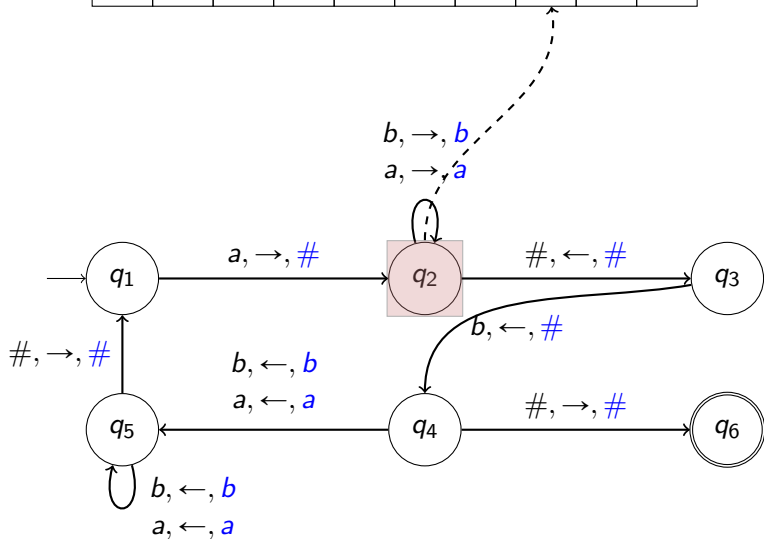 b, →, b
a, →, a
a, →, #
#, ←, #
q₁
q₂
q₃
b, ←, #
#, →, #
b, ←, b
a, ←, a
#, →, #
q₅
q₄
q₆
b, ←, b
a, ←, a